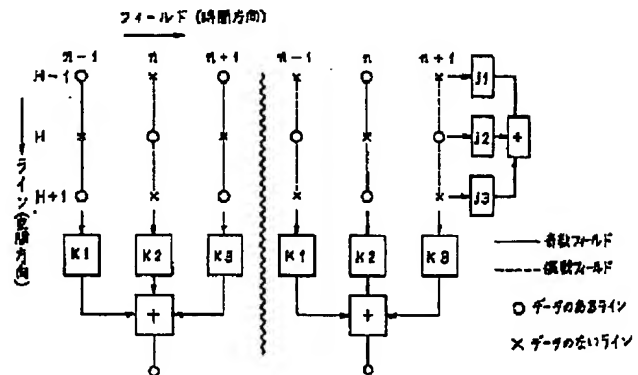 フィールド (時間方向)
n-1 n n+1 n-1 n n+1
H-1
H
H+1
ライン(空間方向)
j1
j2
j3
+
K1 K2 K3 K1 K2 K3
+ +
奇数フィールド
偶数フィールド
データのあるライン
データのないライン